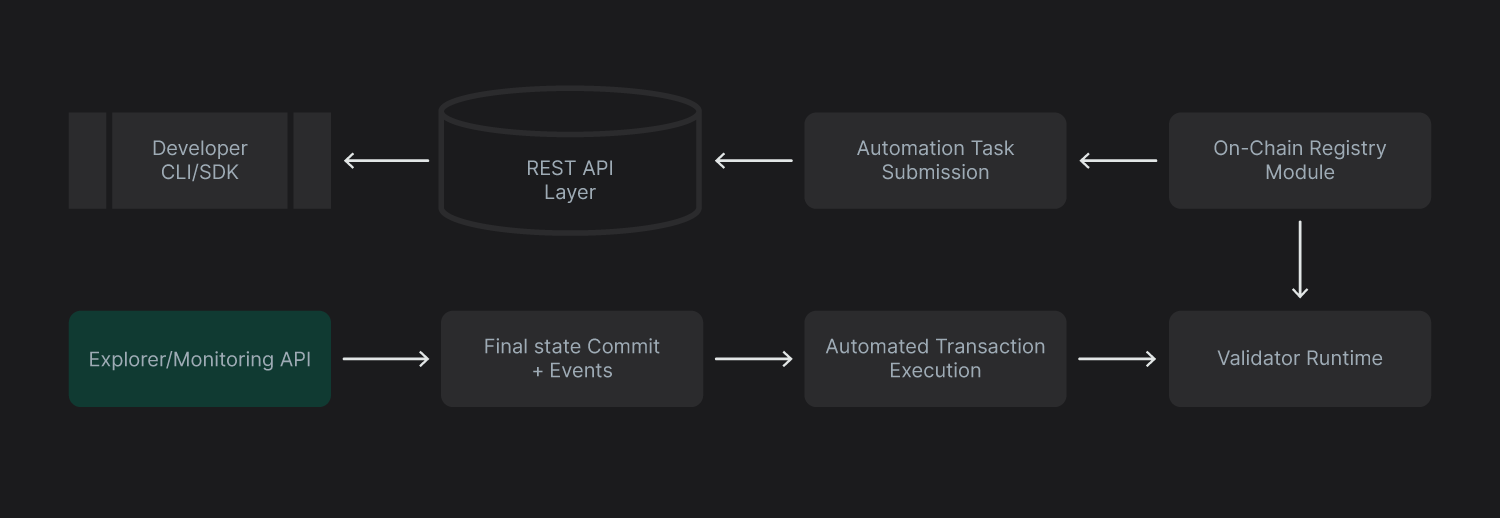 Developer
CLI/SDK
REST API
Layer
Automation Task
Submission
On-Chain Registry
Module
Explorer/Monitoring API
Final state Commit
+ Events
Automated Transaction
Execution
Validator Runtime